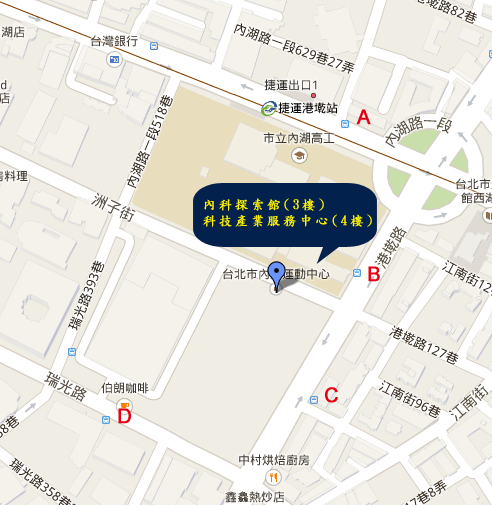 湖路82巷
湖店
台灣銀行
內湖路一段629巷27弄
捷運出口1
捷運港墘站
A
內湖路一段
市立內湖高工
內湖路一段518巷
房料理
洲子街
台北市立
館西湖
內科探索館(3樓)
科技產業服務中心(4樓)
港墘路
台北市內
運動中心
B
江南街12
瑞光路393巷
港墘路127巷
瑞光路
伯朗咖啡
D
C
江南街96巷
江南街
中村烘焙廚房
瑞光路358巷
鑫鱻熱炒店
17巷8弄